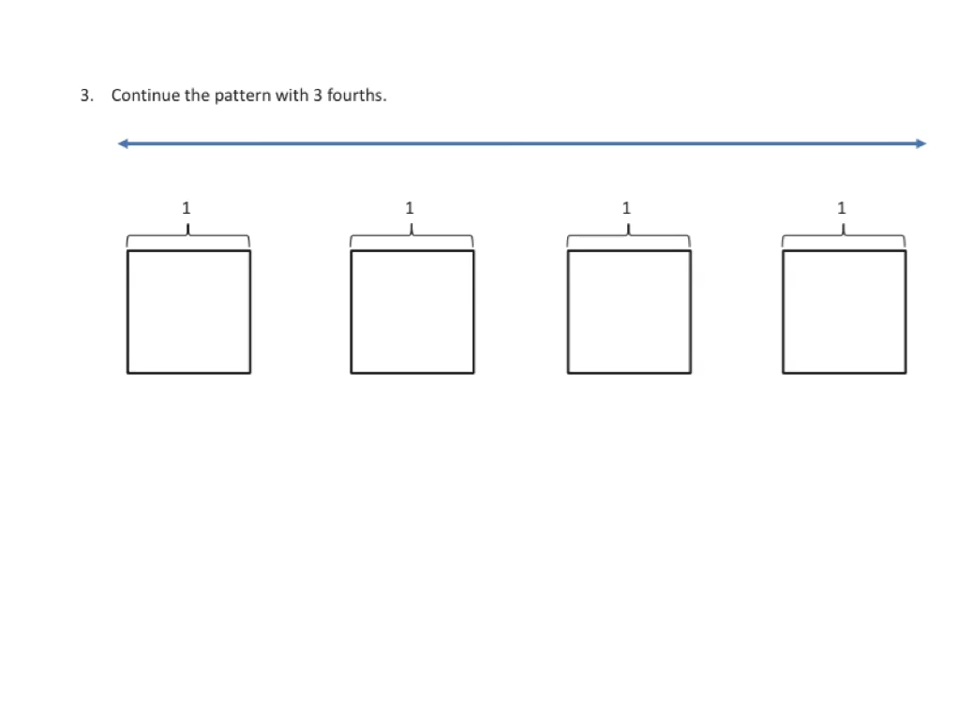 3. Continue the pattern with 3 fourths.
1 1 1 1